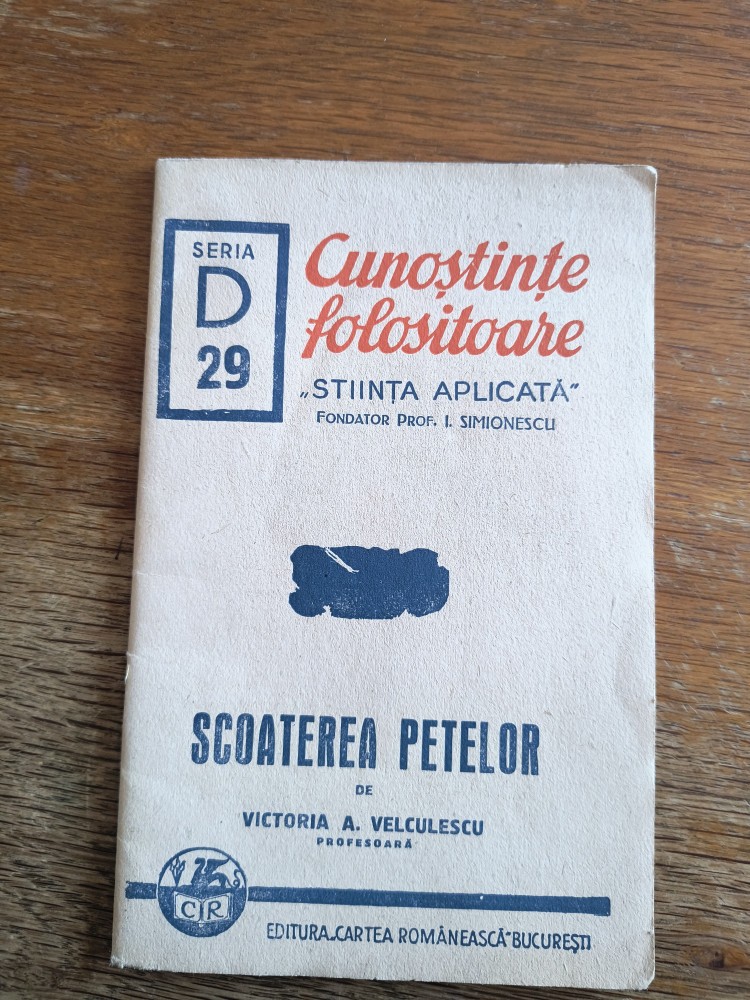 SERIA
D
29
Cunoștințe
folositoare
„STIINȚA APLICATĂ”
FONDATOR PROF. I. SIMIONESCU
SCOATEREA PETELOR
DE
VICTORIA A. VELCULESCU
PROFESOARĂ
CR
EDITURA„CARTEA ROMÂNEASCĂ”BUCUREȘTI